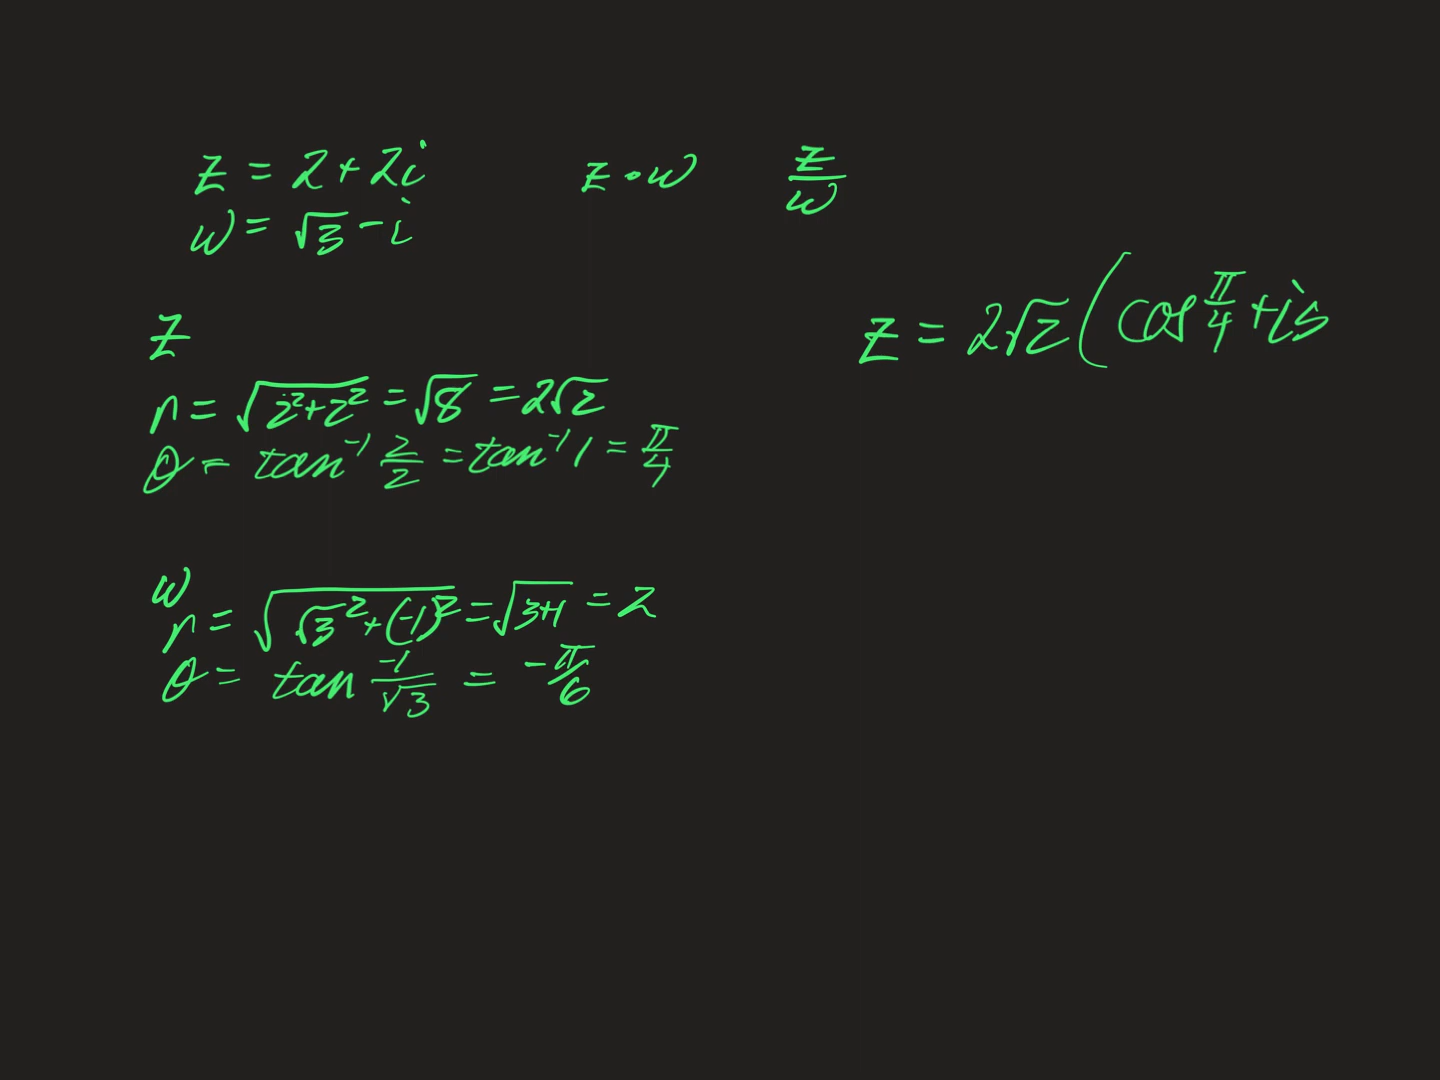 z = 2 + 2i    z • w    z/w
w = √3 - i
z = 2√2 (cos π/4 + is
z
r = √(2² + 2²) = √8 = 2√2
θ = tan⁻¹ 2/2 = tan⁻¹ 1 = π/4
w
r = √(√3² + (-1)²) = √(3+1) = 2
θ = tan -1/√3 = -π/6